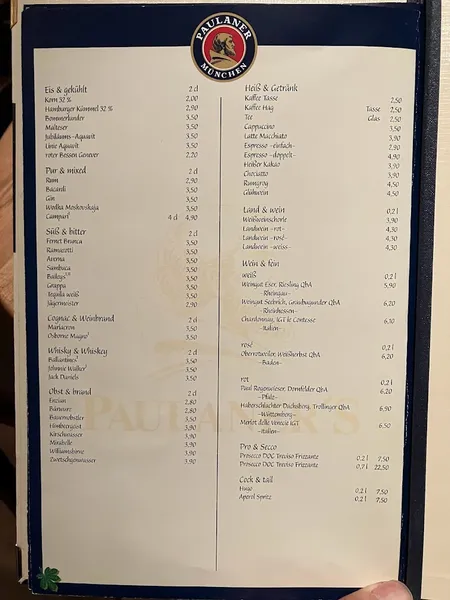 PAULANER
MÜNCHEN
Eis & gekühlt 2 cl
Korn 32 % 2,00
Hamburger Kümmel 32 % 2,90
Bommerlunder 3,50
Malteser 3,50
Jubiläums-Aquavit 3,50
Linie Aquavit 3,50
roter Bessen Genever 2,20
Pur & mixed 2 cl
Rum 2,90
Bacardi 3,50
Gin 3,50
Wodka Moskovskaja 3,50
Campari 4 cl 4,90
Süß & bitter 2 cl
Fernet Branca 3,50
Ramazotti 3,50
Averna 3,50
Sambuca 3,50
Baileys 3,50
Grappa 3,50
tequila weiß 3,50
Jägermeister 2,90
Cognac & Weinbrand 2 cl
Mariacron 3,50
Osborne Magno 3,50
Whisky & Whiskey 2 cl
Ballantines 3,50
Johnnie Walker 3,50
Jack Daniels 3,50
Obst & brand 2 cl
Enzian 2,80
Bärwurz 2,80
Bauernobstler 3,50
Himbeergeist 3,90
Kirschwasser 3,90
Mirabelle 3,90
Williamsbirne 3,90
Zwetschgenwasser 3,90
Heiß & Getränk
Kaffee Tasse 2,50
Kaffee Hag Tasse 2,50
Tee Glas 2,50
Cappuccino 3,50
Latte Macchiato 3,90
Espresso -einfach- 2,90
Espresso -doppelt- 4,90
Heißer Kakao 3,90
Chociatto 3,90
Rumgrog 4,50
Glühwein 4,50
Land & wein 0,2 l
Weißweinschorle 3,90
Landwein -rot- 4,30
Landwein -rosé- 4,30
Landwein -weiss- 4,30
Wein & fein
weiß 0,2 l
Weingut Eser, Riesling QbA 5,90
-Rheingau-
Weingut Seebrich, Grauburgunder QbA 6,20
-Rheinhessen-
Chardonnay, IGT le Contesse 6,10
-Italien-
rosé 0,2 l
Oberrotweiler, Weißherbst QbA 6,20
-Baden-
rot 0,2 l
Paul Roysowieser, Dornfelder QbA 6,20
-Pfalz-
Haberschlachter Dachsberg, Trollinger QbA 6,90
-Württemberg-
Merlot delle Venezie IGT 6,50
-Italien-
Pro & Secco
Prosecco DOC Treviso Frizzante 0,2 l 7,50
Prosecco DOC Treviso Frizzante 0,7 l 22,50
Cock & tail
Hugo 0,2 l 7,50
Aperol Spritz 0,2 l 7,50
PAULANER'S